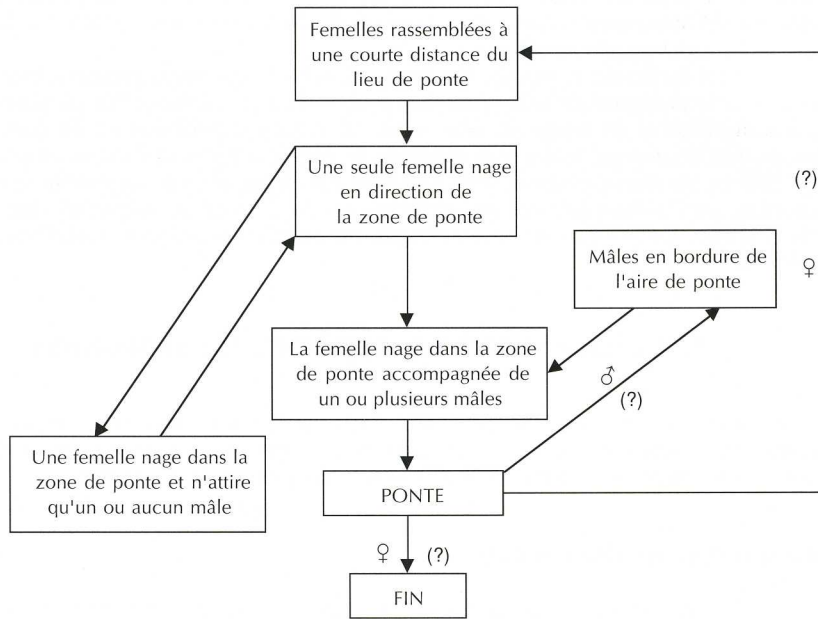 Femelles rassemblées à
une courte distance du
lieu de ponte
Une seule femelle nage
en direction de
la zone de ponte
(?)
Mâles en bordure de
l'aire de ponte
♀
La femelle nage dans la zone
de ponte accompagnée de
un ou plusieurs mâles
♂
(?)
Une femelle nage dans la
zone de ponte et n'attire
qu'un ou aucun mâle
PONTE
♀ (?)
FIN